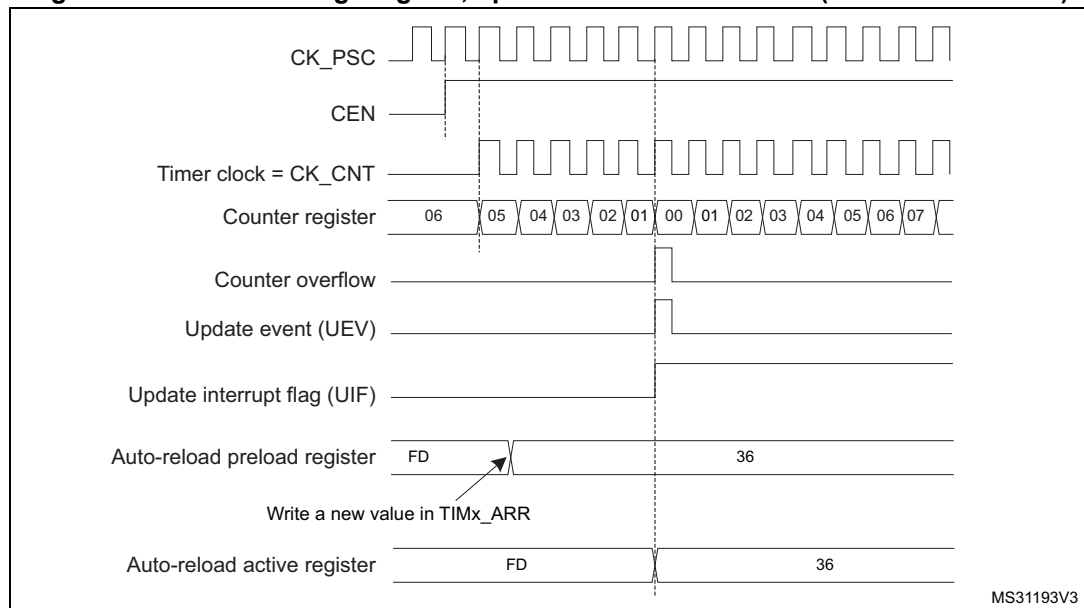 CK_PSC
CEN
Timer clock = CK_CNT
Counter register 06 05 04 03 02 01 00 01 02 03 04 05 06 07
Counter overflow
Update event (UEV)
Update interrupt flag (UIF)
Auto-reload preload register FD 36
Write a new value in TIMx_ARR
Auto-reload active register FD 36
MS31193V3